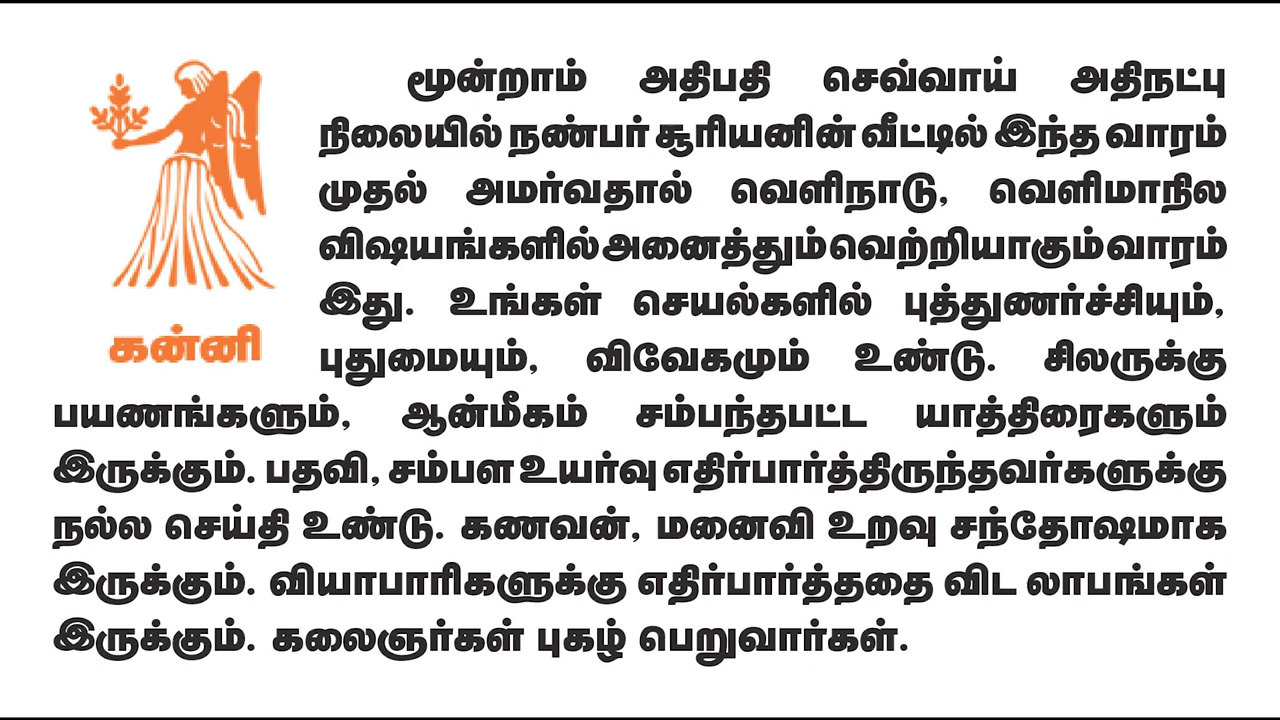 மூன்றாம் அதிபதி செவ்வாய் அதிநட்பு
நிலையில் நண்பர் சூரியனின் வீட்டில் இந்த வாரம்
முதல் அமர்வதால் வெளிநாடு, வெளிமாநில
விஷயங்களில் அனைத்தும் வெற்றியாகும் வாரம்
இது. உங்கள் செயல்களில் புத்துணர்ச்சியும்,
கன்னி
புதுமையும், விவேகமும் உண்டு. சிலருக்கு
பயணங்களும், ஆன்மீகம் சம்பந்தபட்ட யாத்திரைகளும்
இருக்கும். பதவி, சம்பள உயர்வு எதிர்பார்த்திருந்தவர்களுக்கு
நல்ல செய்தி உண்டு. கணவன், மனைவி உறவு சந்தோஷமாக
இருக்கும். வியாபாரிகளுக்கு எதிர்பார்த்ததை விட லாபங்கள்
இருக்கும். கலைஞர்கள் புகழ் பெறுவார்கள்.